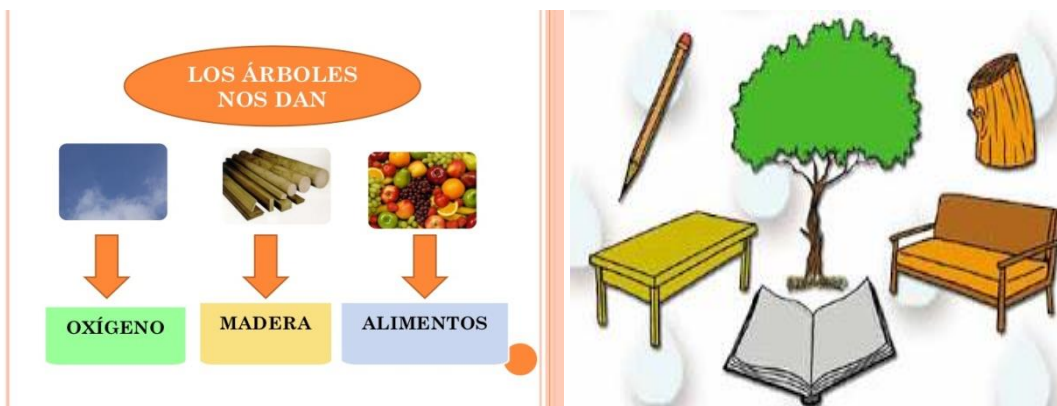 LOS ÁRBOLES
NOS DAN
OXÍGENO
MADERA
ALIMENTOS